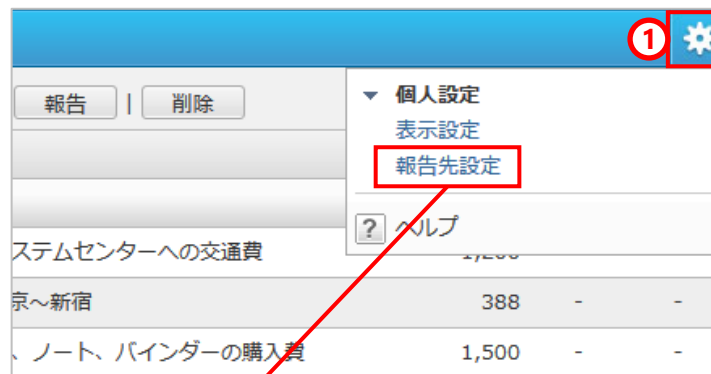 ①
報告 | 削除
個人設定
表示設定
報告先設定
? ヘルプ
ステムセンターへの交通費
京～新宿 388 - -
、ノート、バインダーの購入費 1,500 - -